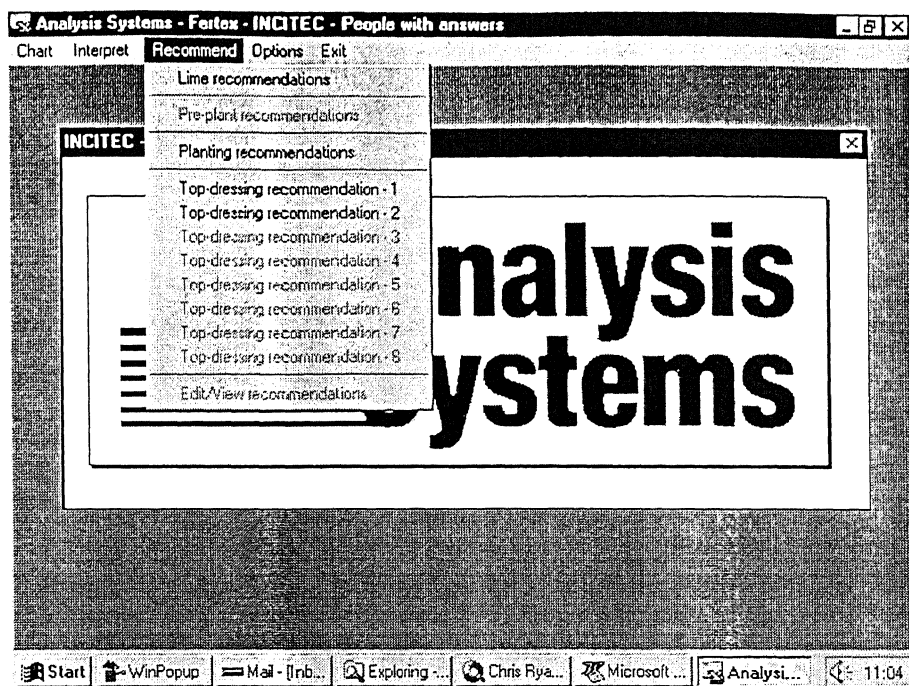 Analysis Systems - Fertex - INCITEC - People with answers
Chart Interpret Recommend Options Exit
Lime recommendations
Pre-plant recommendations
INCITEC -
Planting recommendations
Top-dressing recommendation - 1
Top-dressing recommendation - 2
Top-dressing recommendation - 3
Top-dressing recommendation - 4
Top-dressing recommendation - 5
Top-dressing recommendation - 6
Top-dressing recommendation - 7
Top-dressing recommendation - 8
Edit/View recommendations
nalysis
ystems
Start WinPopup Mail - [Inb... Exploring -... Chris Rya... Microsoft ... Analysi... 11:04